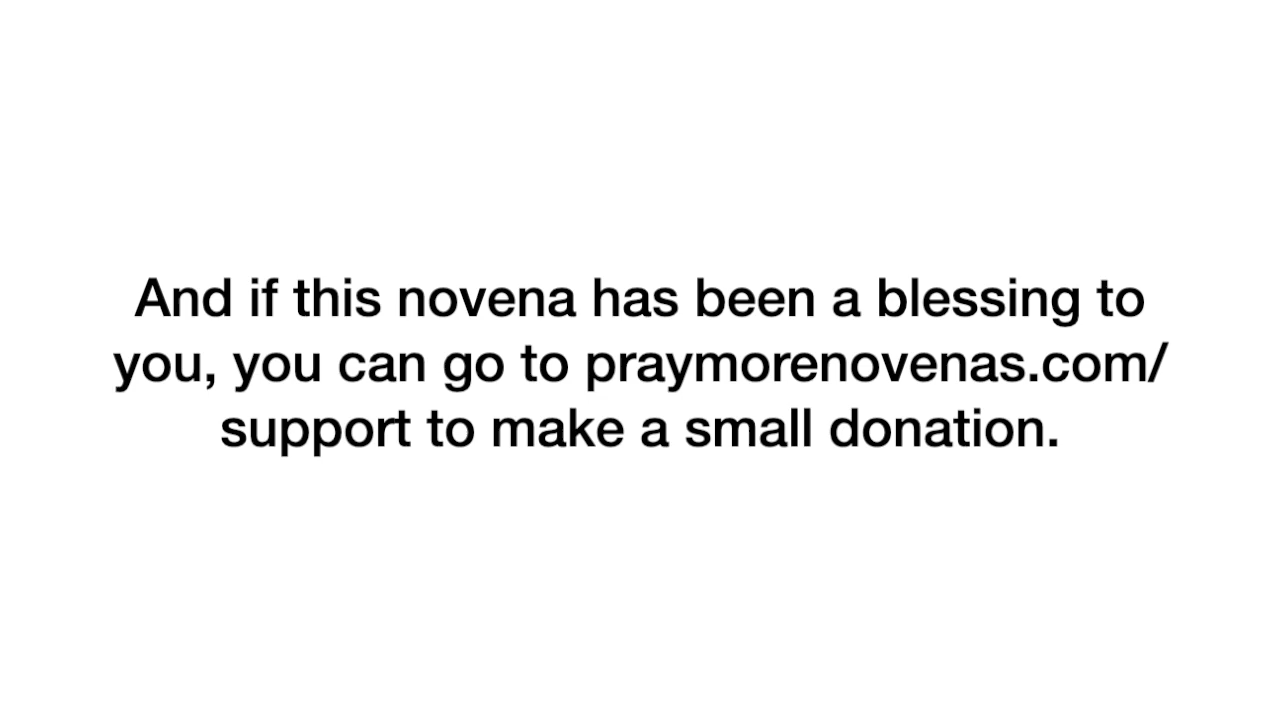 And if this novena has been a blessing to
you, you can go to praymorenovenas.com/
support to make a small donation.